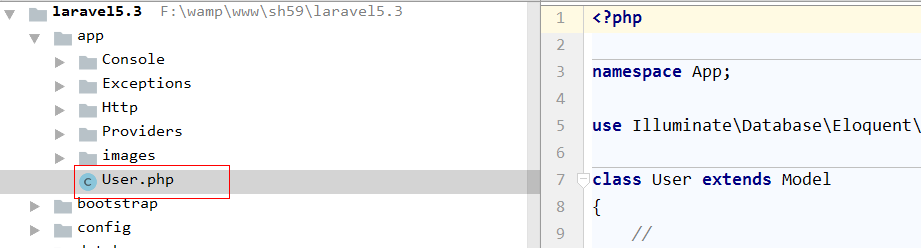 laravel5.3 F:\wamp\www\sh59\laravel5.3
app
Console
Exceptions
Http
Providers
images
User.php
bootstrap
config
1 <?php
2
3 namespace App;
4
5 use Illuminate\Database\Eloquent\
6
7 class User extends Model
8 {
9 //